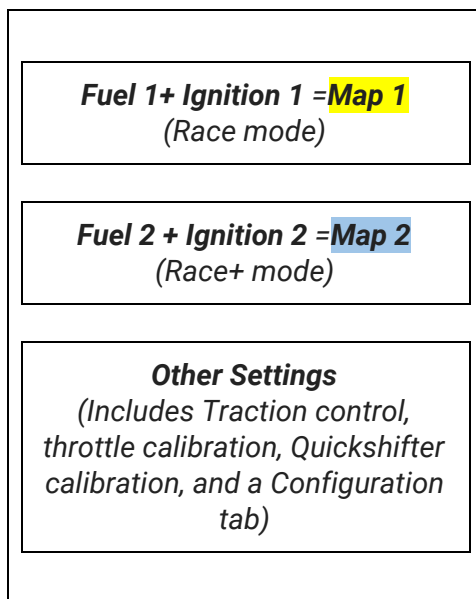 Fuel 1+ Ignition 1 =Map 1
(Race mode)
Fuel 2 + Ignition 2 =Map 2
(Race+ mode)
Other Settings
(Includes Traction control,
throttle calibration, Quickshifter
calibration, and a Configuration
tab)